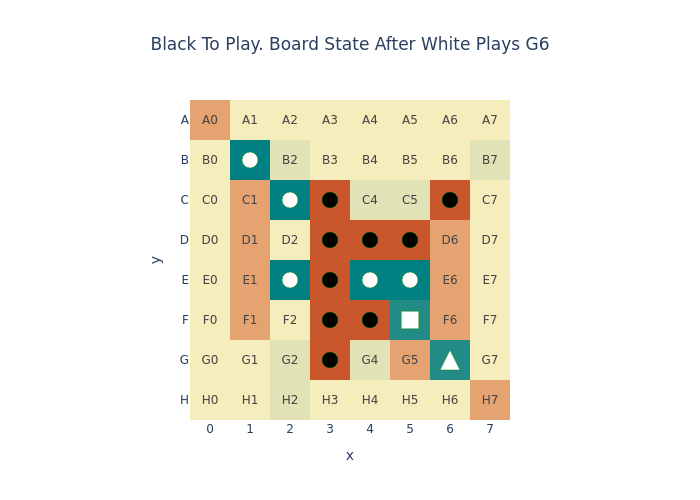 Black To Play. Board State After White Plays G6
A A0 A1 A2 A3 A4 A5 A6 A7
B B0 B2 B3 B4 B5 B6 B7
C C0 C1 C4 C5 C7
D D0 D1 D2 D6 D7
E E0 E1 E6 E7
F F0 F1 F2 F6 F7
G G0 G1 G2 G4 G5 G7
H H0 H1 H2 H3 H4 H5 H6 H7
0 1 2 3 4 5 6 7
x
y